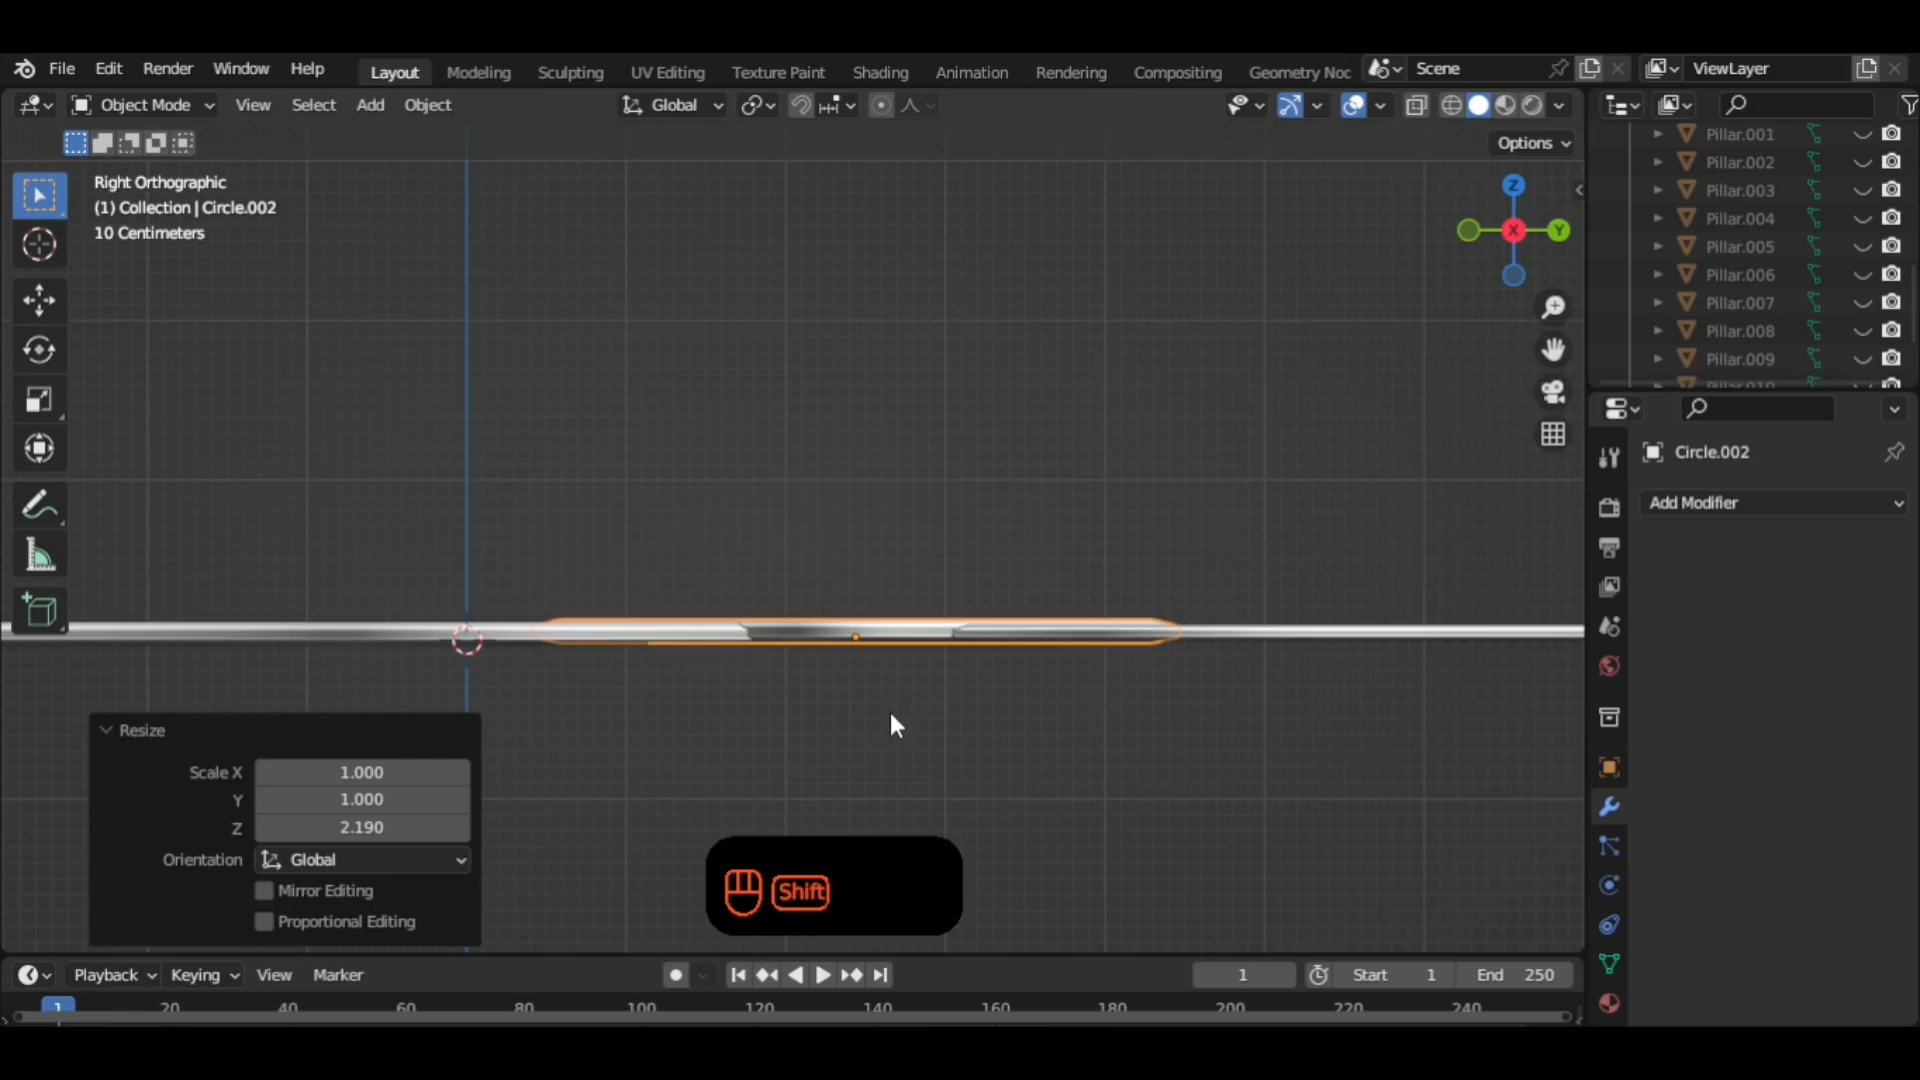 File Edit Render Window Help Layout Modeling Sculpting UV Editing Texture Paint Shading Animation Rendering Compositing Geometry Noc Scene ViewLayer
Object Mode View Select Add Object Global
Options
Right Orthographic
(1) Collection | Circle.002
10 Centimeters
Z
X
Y
Pillar.001
Pillar.002
Pillar.003
Pillar.004
Pillar.005
Pillar.006
Pillar.007
Pillar.008
Pillar.009
Pillar.010
Circle.002
Add Modifier
Resize
Scale X 1.000
Y 1.000
Z 2.190
Orientation Global
Mirror Editing
Proportional Editing
Shift
Playback Keying View Marker 1 Start 1 End 250
1 20 40 60 80 100 120 140 160 180 200 220 240